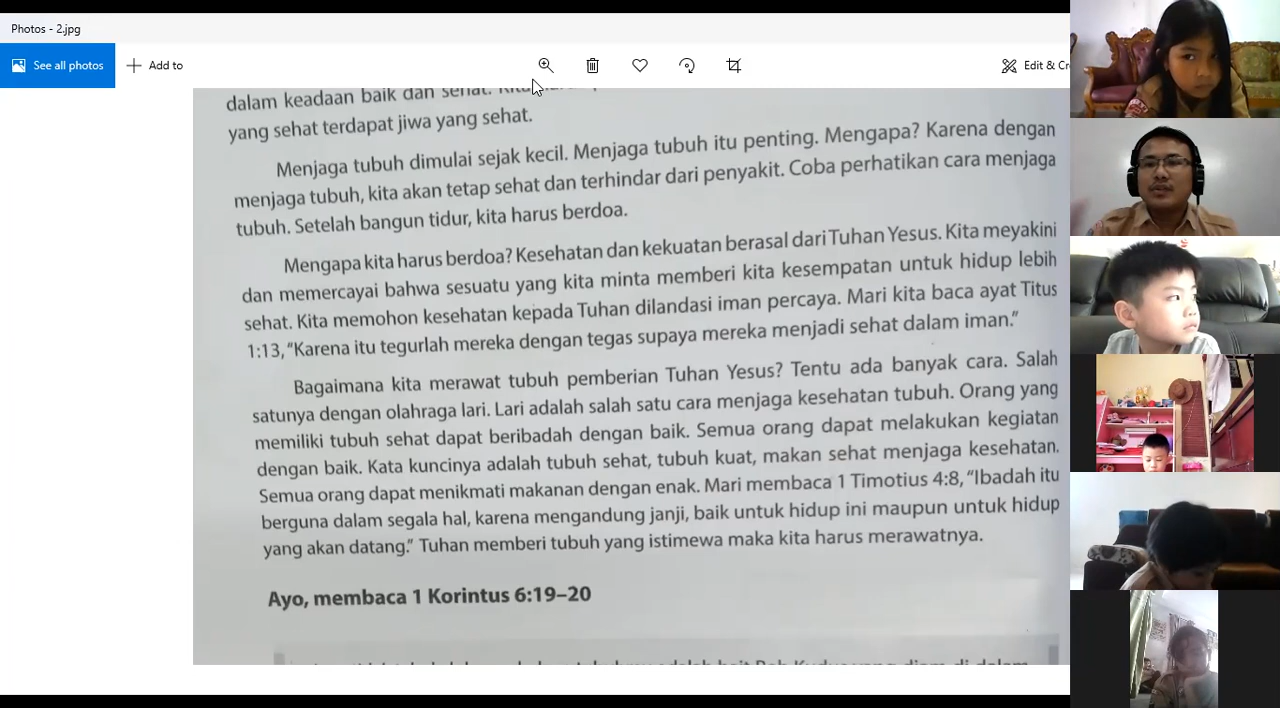 Photos - 2.jpg
See all photos
Add to
Edit & Cr
dalam keadaan baik dan sehat.
yang sehat terdapat jiwa yang sehat.
Menjaga tubuh dimulai sejak kecil. Menjaga tubuh itu penting. Mengapa? Karena dengan
menjaga tubuh, kita akan tetap sehat dan terhindar dari penyakit. Coba perhatikan cara menjaga
tubuh. Setelah bangun tidur, kita harus berdoa.
Mengapa kita harus berdoa? Kesehatan dan kekuatan berasal dari Tuhan Yesus. Kita meyakini
dan memercayai bahwa sesuatu yang kita minta memberi kita kesempatan untuk hidup lebih
sehat. Kita memohon kesehatan kepada Tuhan dilandasi iman percaya. Mari kita baca ayat Titus
1:13, “Karena itu tegurlah mereka dengan tegas supaya mereka menjadi sehat dalam iman.”
Bagaimana kita merawat tubuh pemberian Tuhan Yesus? Tentu ada banyak cara. Salah
satunya dengan olahraga lari. Lari adalah salah satu cara menjaga kesehatan tubuh. Orang yang
memiliki tubuh sehat dapat beribadah dengan baik. Semua orang dapat melakukan kegiatan
dengan baik. Kata kuncinya adalah tubuh sehat, tubuh kuat, makan sehat menjaga kesehatan.
Semua orang dapat menikmati makanan dengan enak. Mari membaca 1 Timotius 4:8, “Ibadah itu
berguna dalam segala hal, karena mengandung janji, baik untuk hidup ini maupun untuk hidup
yang akan datang.” Tuhan memberi tubuh yang istimewa maka kita harus merawatnya.
Ayo, membaca 1 Korintus 6:19–20